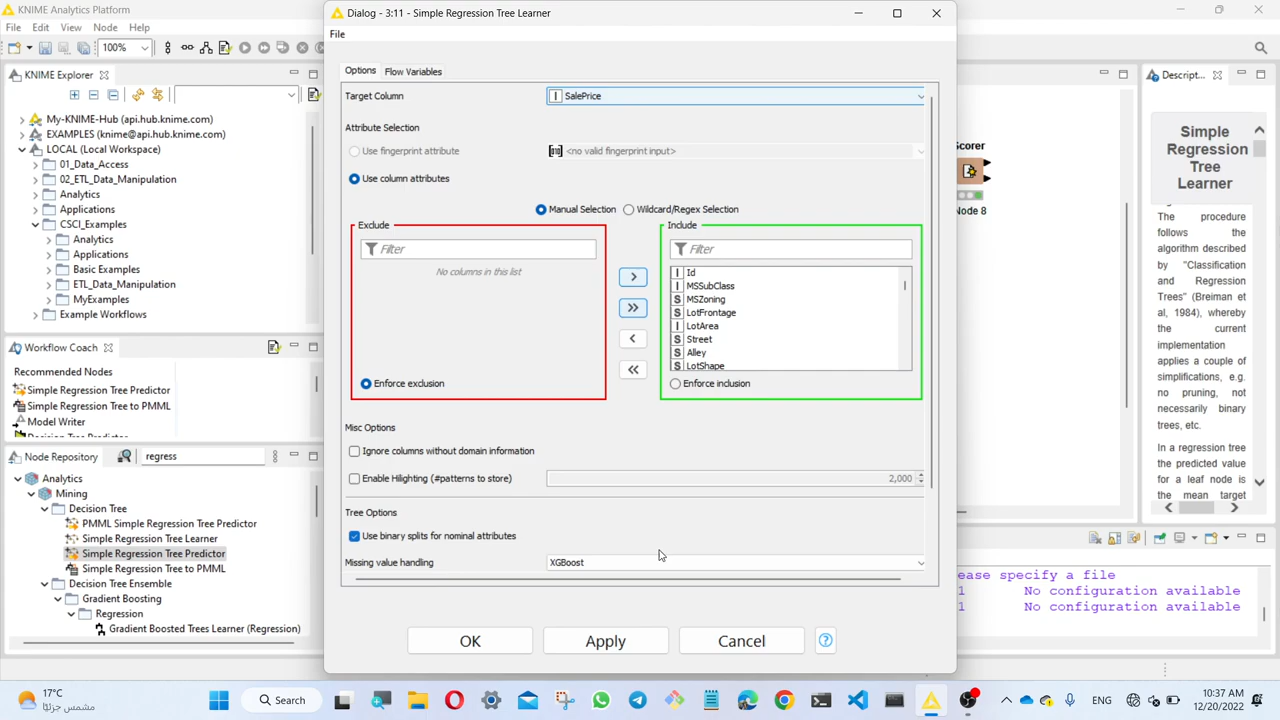 KNIME Analytics Platform
File Edit View Node Help
100%
KNIME Explorer
My-KNIME-Hub (api.hub.knime.com)
EXAMPLES (knime@api.hub.knime.com)
LOCAL (Local Workspace)
01_Data_Access
02_ETL_Data_Manipulation
Analytics
Applications
CSCI_Examples
Analytics
Applications
Basic Examples
ETL_Data_Manipulation
MyExamples
Example Workflows
Workflow Coach
Recommended Nodes
Simple Regression Tree Predictor
Simple Regression Tree to PMML
Model Writer
Decision Tree Predictor
Node Repository
regress
Analytics
Mining
Decision Tree
PMML Simple Regression Tree Predictor
Simple Regression Tree Learner
Simple Regression Tree Predictor
Simple Regression Tree to PMML
Decision Tree Ensemble
Gradient Boosting
Regression
Gradient Boosted Trees Learner (Regression)
Dialog - 3:11 - Simple Regression Tree Learner
File
Options Flow Variables
Target Column
I SalePrice
Attribute Selection
Use fingerprint attribute
<no valid fingerprint input>
Use column attributes
Manual Selection Wildcard/Regex Selection
Exclude
Filter
No columns in this list
Enforce exclusion
Include
Filter
I Id
I MSSubClass
S MSZoning
S LotFrontage
I LotArea
S Street
S Alley
S LotShape
Enforce inclusion
Misc Options
Ignore columns without domain information
Enable Hilighting (#patterns to store)
2,000
Tree Options
Use binary splits for nominal attributes
Missing value handling
XGBoost
OK
Apply
Cancel
corer
ode 8
Descript...
Simple
Regression
Tree
Learner
The procedure
follows the
algorithm described
by "Classification
and Regression
Trees" (Breiman et
al, 1984), whereby
the current
implementation
applies a couple of
simplifications, e.g.
no pruning, not
necessarily binary
trees, etc.
In a regression tree
the predicted value
for a leaf node is
the mean target
ease specify a file
1 No configuration available
1 No configuration available
17°C
مشمس جزئيًا
Search
ENG
10:37 AM
12/20/2022